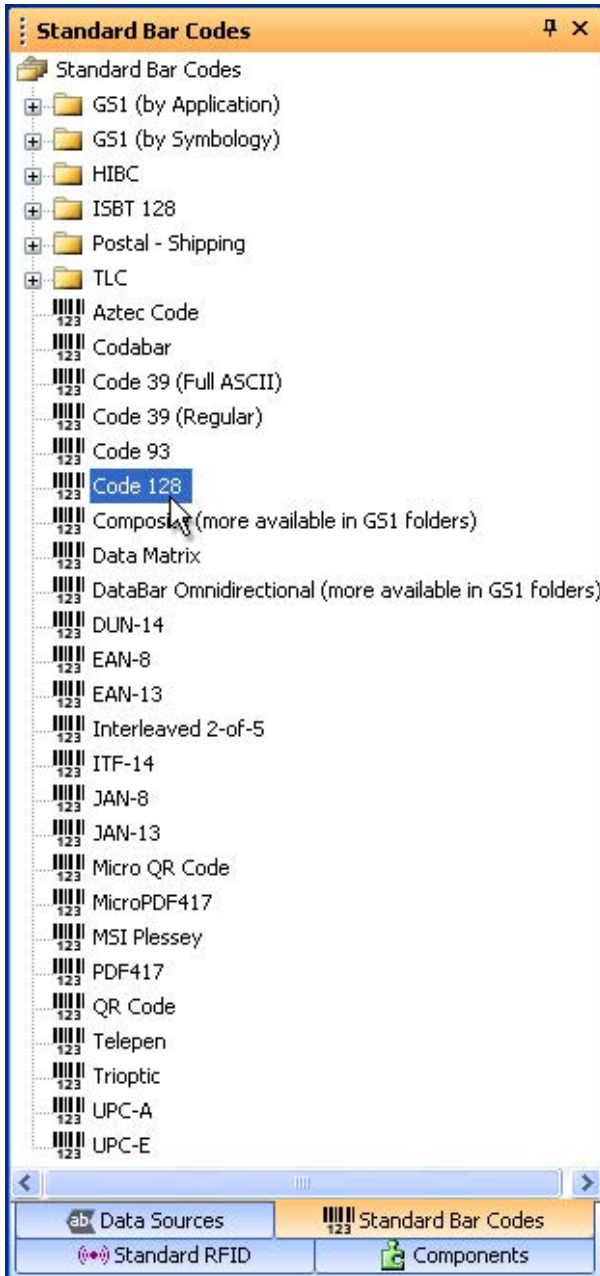 Standard Bar Codes
Standard Bar Codes
GS1 (by Application)
GS1 (by Symbology)
HIBC
ISBT 128
Postal - Shipping
TLC
Aztec Code
Codabar
Code 39 (Full ASCII)
Code 39 (Regular)
Code 93
Code 128
Composite (more available in GS1 folders)
Data Matrix
DataBar Omnidirectional (more available in GS1 folders)
DUN-14
EAN-8
EAN-13
Interleaved 2-of-5
ITF-14
JAN-8
JAN-13
Micro QR Code
MicroPDF417
MSI Plessey
PDF417
QR Code
Telepen
Trioptic
UPC-A
UPC-E
Data Sources
Standard Bar Codes
Standard RFID
Components